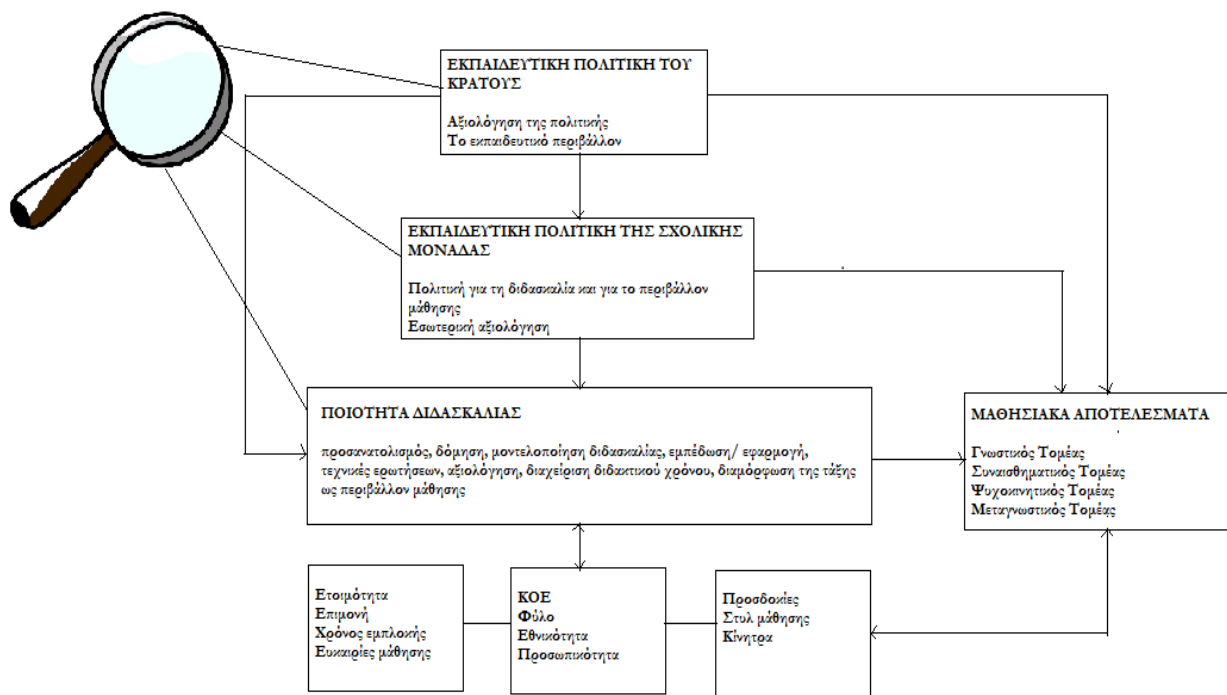 ΕΚΠΑΙΔΕΥΤΙΚΗ ΠΟΛΙΤΙΚΗ ΤΟΥ
ΚΡΑΤΟΥΣ
Αξιολόγηση της πολιτικής
Το εκπαιδευτικό περιβάλλον
ΕΚΠΑΙΔΕΥΤΙΚΗ ΠΟΛΙΤΙΚΗ ΤΗΣ ΣΧΟΛΙΚΗΣ
ΜΟΝΑΔΑΣ
Πολιτική για τη διδασκαλία και για το περιβάλλον
μάθησης
Εσωτερική αξιολόγηση
ΠΟΙΟΤΗΤΑ ΔΙΔΑΣΚΑΛΙΑΣ
προσανατολισμός, δόμηση, μοντελοποίηση διδασκαλίας, εμπέδωση/ εφαρμογή,
τεχνικές ερωτήσεων, αξιολόγηση, διαχείριση διδακτικού χρόνου, διαμόρφωση της τάξης
ως περιβάλλον μάθησης
ΜΑΘΗΣΙΑΚΑ ΑΠΟΤΕΛΕΣΜΑΤΑ
Γνωστικός Τομέας
Συναισθηματικός Τομέας
Ψυχοκινητικός Τομέας
Μεταγνωστικός Τομέας
Ετοιμότητα
Επιμονή
Χρόνος εμπλοκής
Ευκαιρίες μάθησης
ΚΟΕ
Φύλο
Εθνικότητα
Προσωπικότητα
Προσδοκίες
Στυλ μάθησης
Κίνητρα